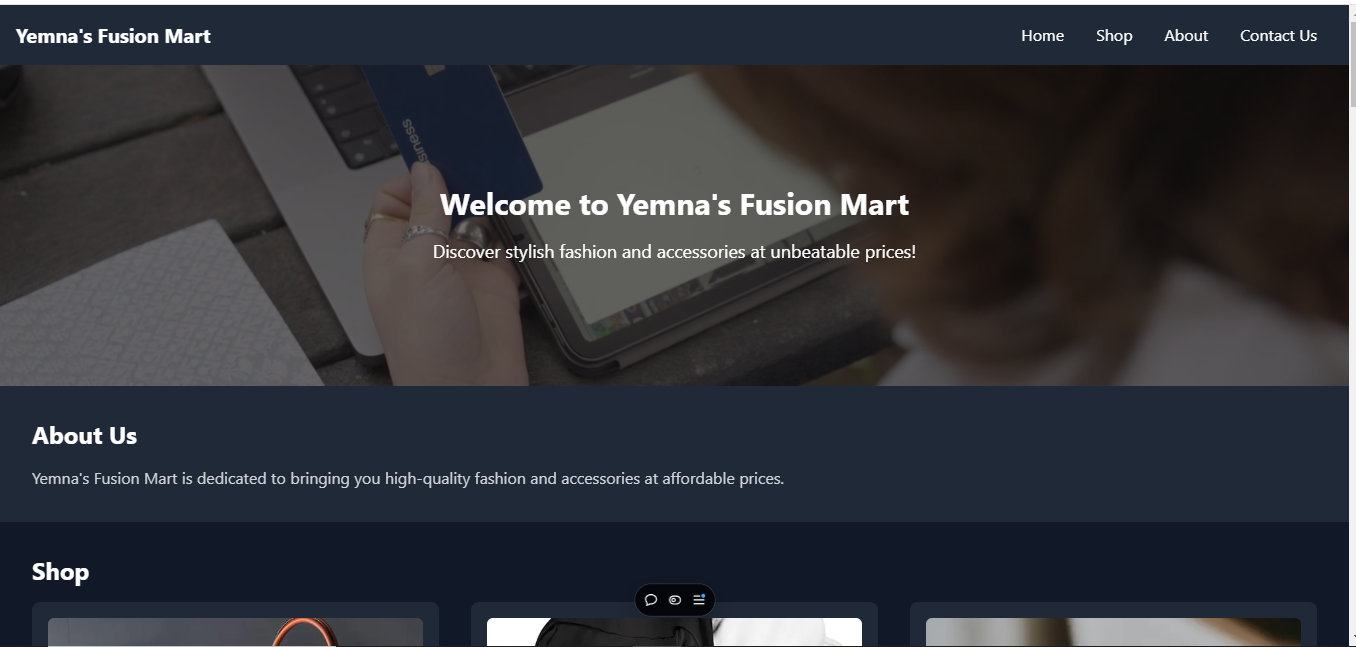 Yemna's Fusion Mart
Home Shop About Contact Us
Welcome to Yemna's Fusion Mart
Discover stylish fashion and accessories at unbeatable prices!
About Us
Yemna's Fusion Mart is dedicated to bringing you high-quality fashion and accessories at affordable prices.
Shop